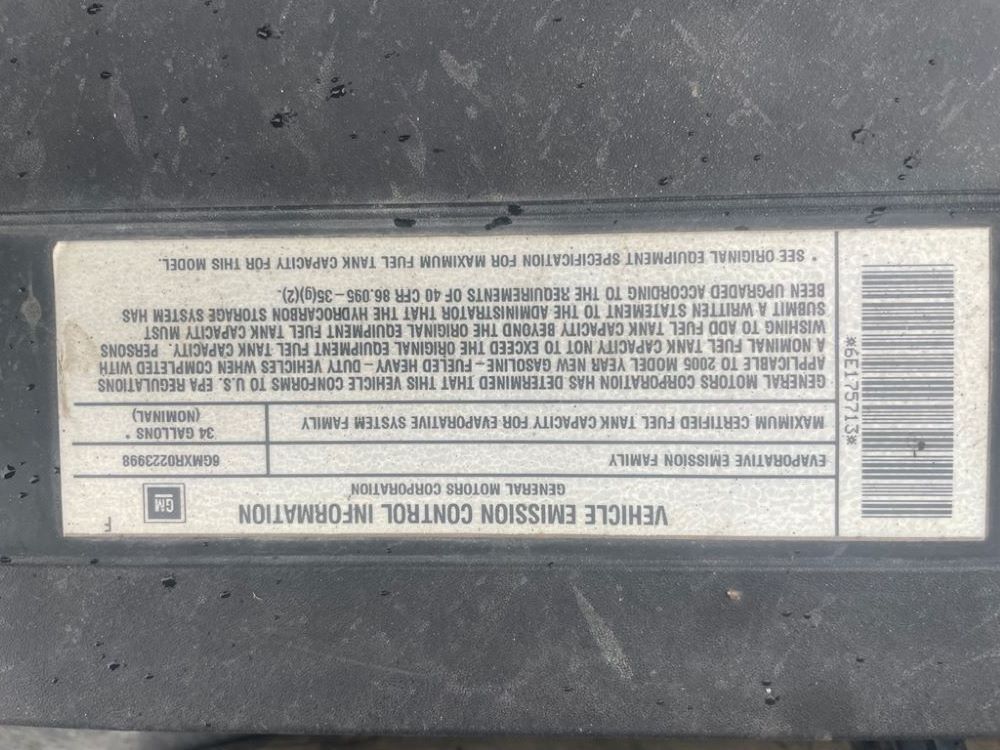 VEHICLE EMISSION CONTROL INFORMATION
GENERAL MOTORS CORPORATION
GM
F
EVAPORATIVE EMISSION FAMILY 6GMXR0223998
MAXIMUM CERTIFIED FUEL TANK CAPACITY FOR EVAPORATIVE SYSTEM FAMILY 34 GALLONS *
(NOMINAL)
GENERAL MOTORS CORPORATION HAS DETERMINED THAT THIS VEHICLE CONFORMS TO U.S. EPA REGULATIONS
APPLICABLE TO 2005 MODEL YEAR NEW GASOLINE-FUELED HEAVY-DUTY VEHICLES WHEN COMPLETED WITH
A NOMINAL FUEL TANK CAPACITY NOT TO EXCEED THE ORIGINAL EQUIPMENT FUEL TANK CAPACITY. PERSONS
WISHING TO ADD FUEL TANK CAPACITY BEYOND THE ORIGINAL EQUIPMENT FUEL TANK CAPACITY MUST
SUBMIT A WRITTEN STATEMENT TO THE ADMINISTRATOR THAT THE HYDROCARBON STORAGE SYSTEM HAS
BEEN UPGRADED ACCORDING TO THE REQUIREMENTS OF 40 CFR 86.095-35(g)(2).
* SEE ORIGINAL EQUIPMENT SPECIFICATION FOR MAXIMUM FUEL TANK CAPACITY FOR THIS MODEL.
*6E175713*